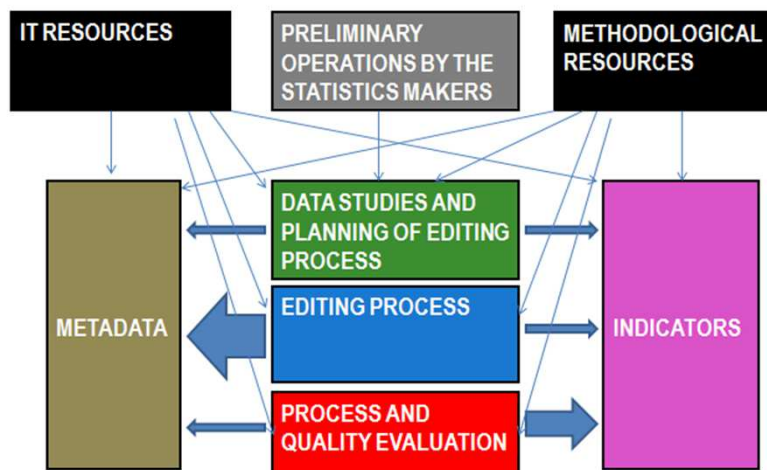 IT RESOURCES
PRELIMINARY
OPERATIONS BY THE
STATISTICS MAKERS
METHODOLOGICAL
RESOURCES
DATA STUDIES AND
PLANNING OF EDITING
PROCESS
METADATA
EDITING PROCESS
INDICATORS
PROCESS AND
QUALITY EVALUATION